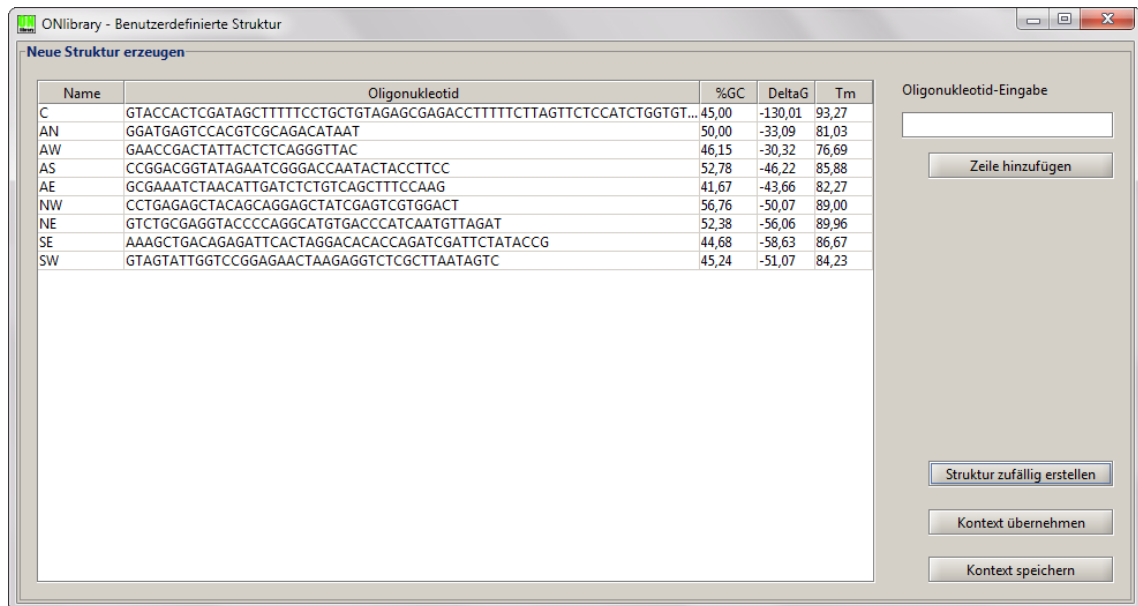 ONlibrary - Benutzerdefinierte Struktur
Neue Struktur erzeugen
Name Oligonukleotid %GC DeltaG Tm
C GTACCACTCGATAGCTTTTTCCTGCTGTAGAGCGAGACCTTTTTCTTAGTTCTCCATCTGGTGT... 45,00 -130,01 93,27
AN GGATGAGTCCACGTCGCAGACATAAT 50,00 -33,09 81,03
AW GAACCGACTATTACTCTCAGGGTTAC 46,15 -30,32 76,69
AS CCGGACGGTATAGAATCGGGACCAATACTACCTTCC 52,78 -46,22 85,88
AE GCGAAATCTAACATTGATCTCTGTCAGCTTTCCAAG 41,67 -43,66 82,27
NW CCTGAGAGCTACAGCAGGAGCTATCGAGTCGTGGACT 56,76 -50,07 89,00
NE GTCTGCGAGGTACCCCAGGCATGTGACCCATCAATGTTAGAT 52,38 -56,06 89,96
SE AAAGCTGACAGAGATTCACTAGGACACACCAGATCGATTCTATACCG 44,68 -58,63 86,67
SW GTAGTATTGGTCCGGAGAACTAAGAGGTCTCGCTTAATAGTC 45,24 -51,07 84,23
Oligonukleotid-Eingabe
Zeile hinzufügen
Struktur zufällig erstellen
Kontext übernehmen
Kontext speichern